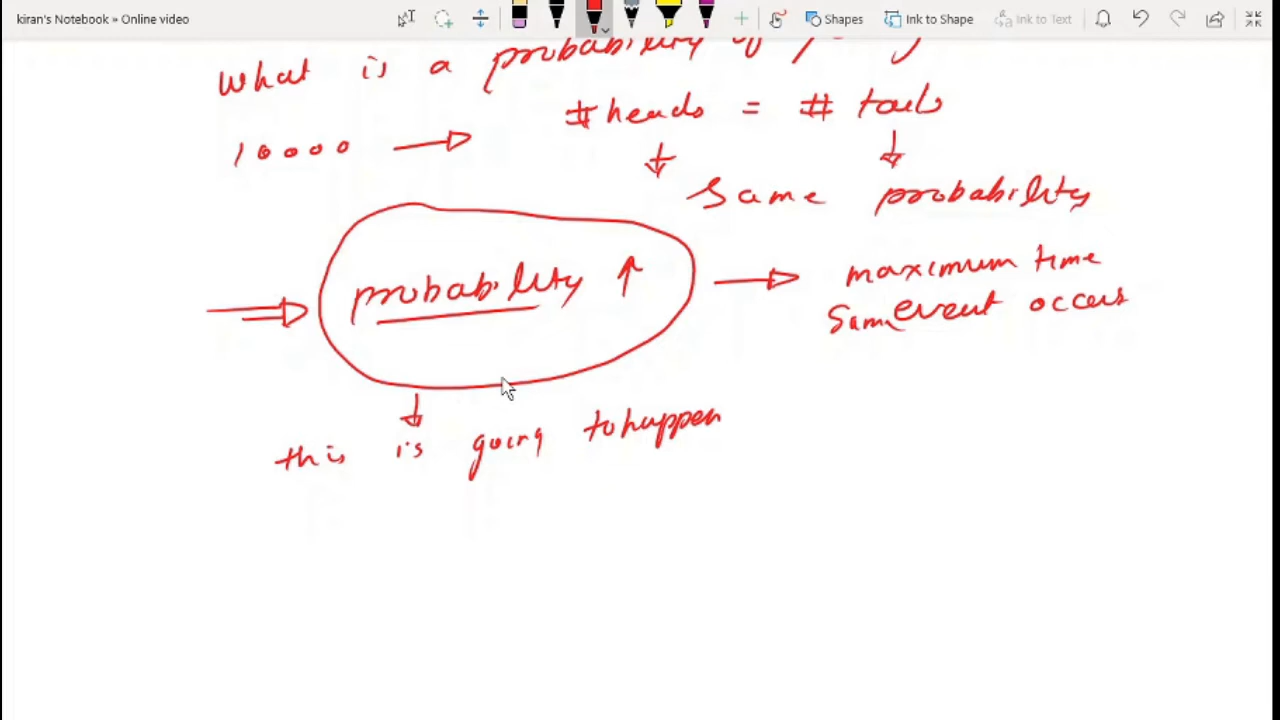 kiran's Notebook » Online video
Shapes
Ink to Shape
Ink to Text
What is a probability of
#heads = # tails
10000
Same probability
probability ↑
maximum time
Same event occurs
this is going to happen